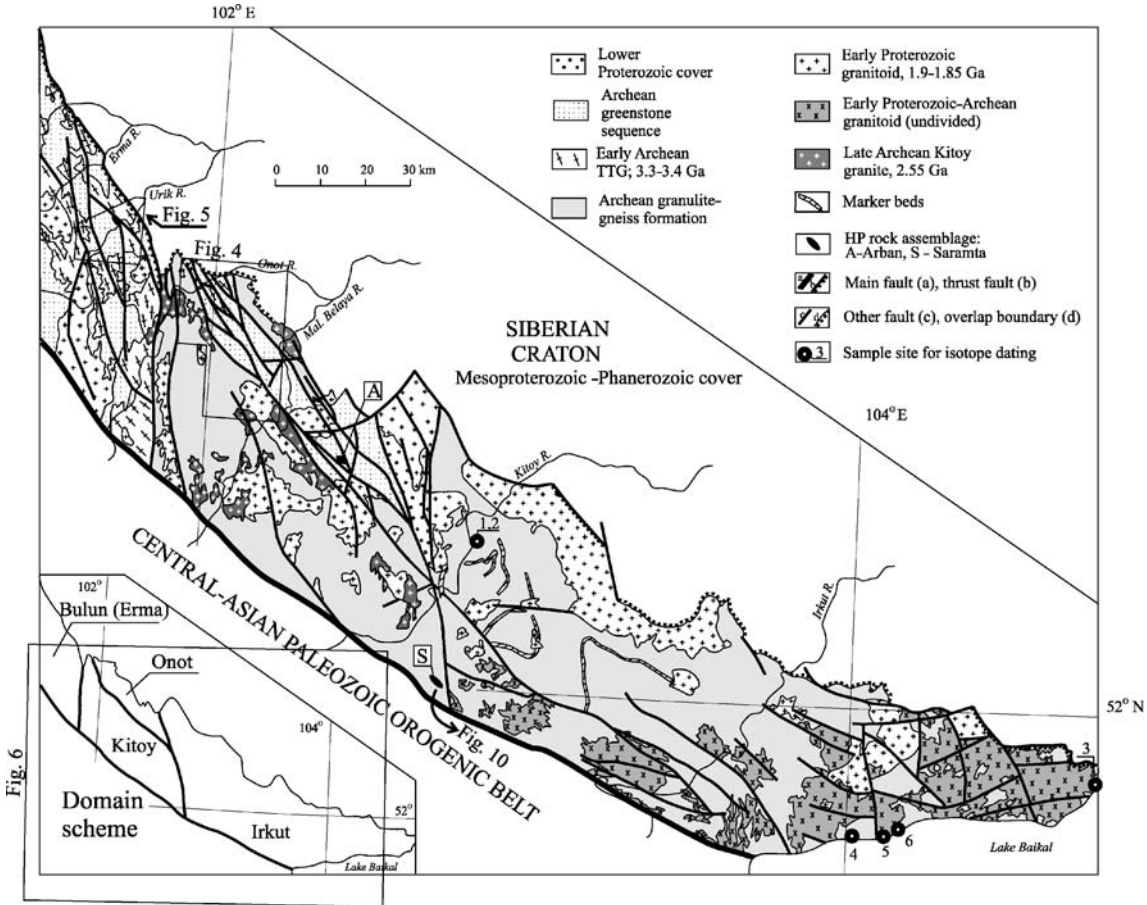 102° E
Lower
Proterozoic cover
Archean
greenstone
sequence
Early Archean
TTG; 3.3-3.4 Ga
Archean granulite-
gneiss formation
Early Proterozoic
granitoid, 1.9-1.85 Ga
Early Proterozoic-Archean
granitoid (undivided)
Late Archean Kitoy
granite, 2.55 Ga
Marker beds
HP rock assemblage:
A-Arban, S - Saramta
Main fault (a), thrust fault (b)
Other fault (c), overlap boundary (d)
3
Sample site for isotope dating
0 10 20 30 km
Erma R.
Urik R.
Fig. 5
Fig. 4
Onot R.
Mal. Belaya R.
SIBERIAN
CRATON
Mesoproterozoic -Phanerozoic cover
A
104° E
Kitoy R.
1,2
Irkut R.
CENTRAL-ASIAN PALEOZOIC OROGENIC BELT
S
Fig. 10
52° N
3
4
5
6
Lake Baikal
102°
Bulun (Erma)
Onot
104°
Kitoy
Fig. 6
Domain
scheme
52°
Irkut
Lake Baikal